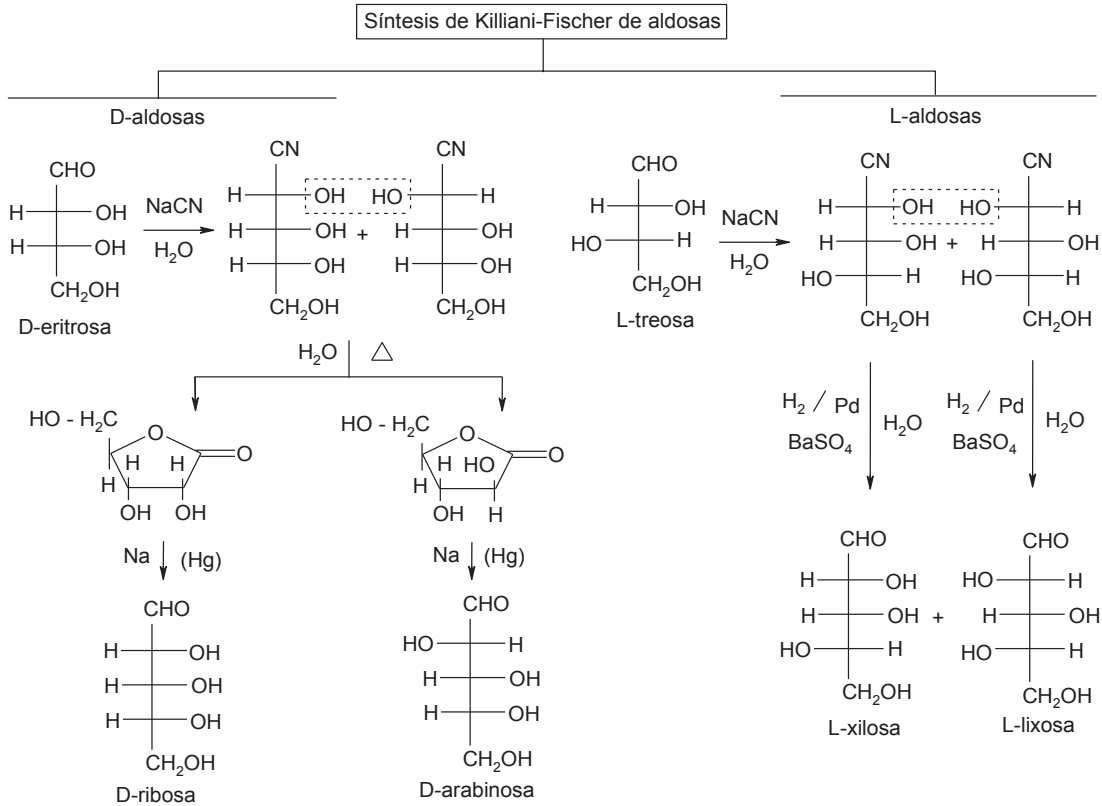 Síntesis de Killiani-Fischer de aldosas
D-aldosas
L-aldosas
CHO
H OH
H OH
CH2OH
D-eritrosa
NaCN
H2O
CN
H OH
H OH
H OH
CH2OH
+
CN
HO H
H OH
H OH
CH2OH
CHO
H OH
HO H
CH2OH
L-treosa
NaCN
H2O
CN
H OH
H OH
HO H
CH2OH
+
CN
HO H
H OH
HO H
CH2OH
H2O △
HO - H2C
O
O
H
H H
OH OH
HO - H2C
O
O
H
H HO
OH H
H2 / Pd
BaSO4
H2O
H2 / Pd
BaSO4
H2O
Na (Hg)
Na (Hg)
CHO
H OH
H OH
H OH
CH2OH
D-ribosa
CHO
HO H
H OH
H OH
CH2OH
D-arabinosa
CHO
H OH
H OH
HO H
CH2OH
L-xilosa
+
CHO
HO H
H OH
HO H
CH2OH
L-lixosa